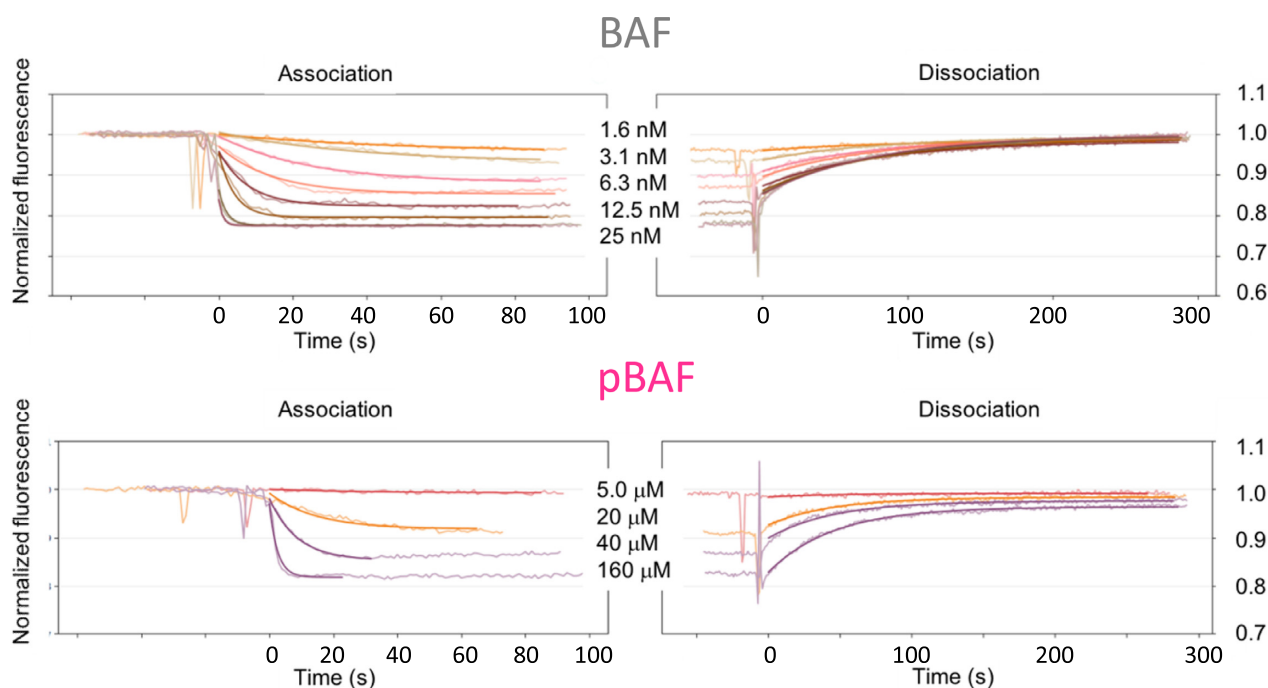 BAF
Association
Dissociation
Normalized fluorescence
1.6 nM
3.1 nM
6.3 nM
12.5 nM
25 nM
1.1
1.0
0.9
0.8
0.7
0.6
0 20 40 60 80 100
0 100 200 300
Time (s)
Time (s)
pBAF
Association
Dissociation
Normalized fluorescence
5.0 μM
20 μM
40 μM
160 μM
1.1
1.0
0.9
0.8
0.7
0 20 40 60 80 100
0 100 200 300
Time (s)
Time (s)